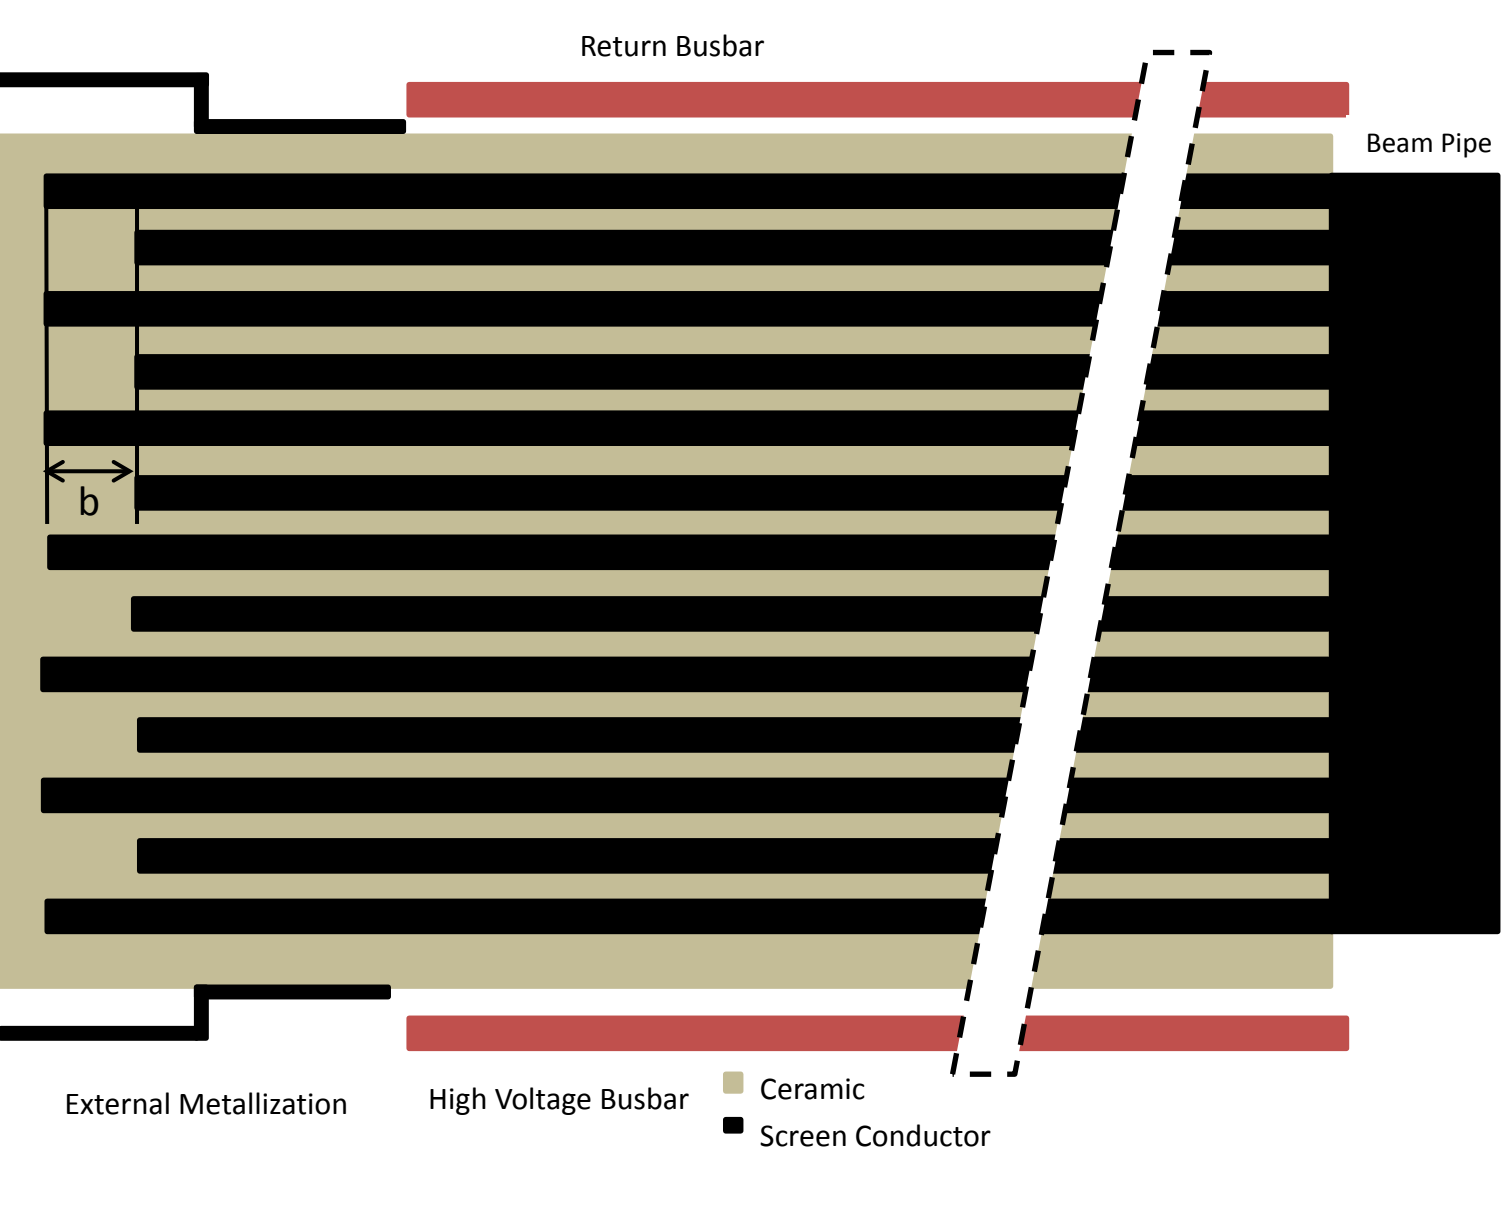 Return Busbar
Beam Pipe
b
External Metallization
High Voltage Busbar
Ceramic
Screen Conductor